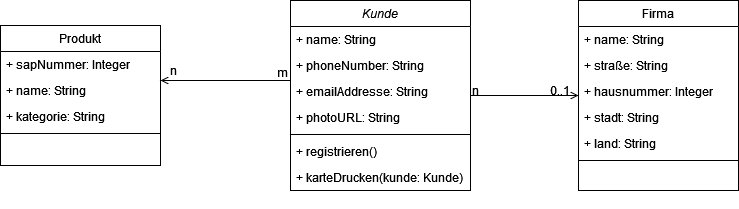 Produkt
+ sapNummer: Integer
+ name: String
+ kategorie: String
n
m
Kunde
+ name: String
+ phoneNumber: String
+ emailAddresse: String
+ photoURL: String
+ registrieren()
+ karteDrucken(kunde: Kunde)
n
0..1
Firma
+ name: String
+ straße: String
+ hausnummer: Integer
+ stadt: String
+ land: String